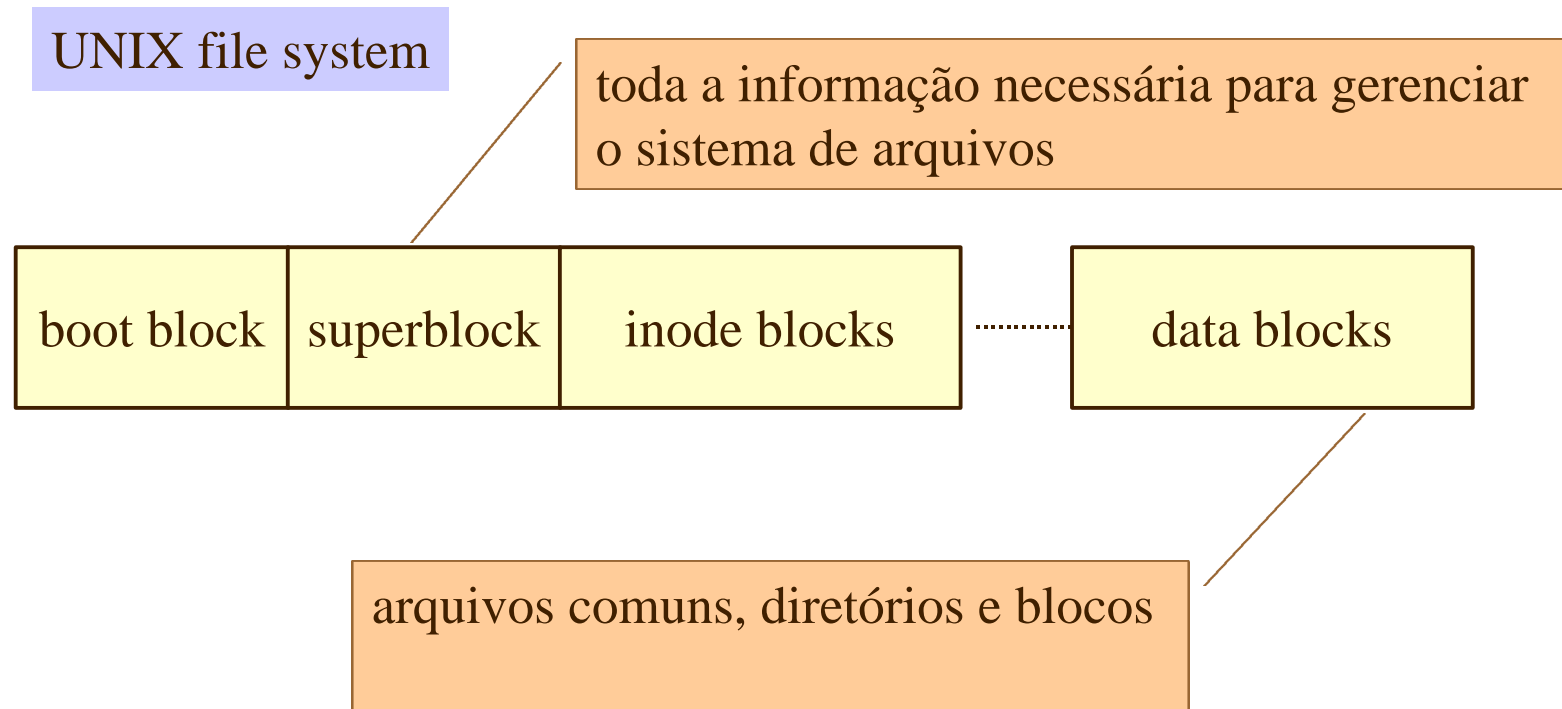 UNIX file system
toda a informação necessária para gerenciar
o sistema de arquivos
boot block
superblock
inode blocks
data blocks
arquivos comuns, diretórios e blocos